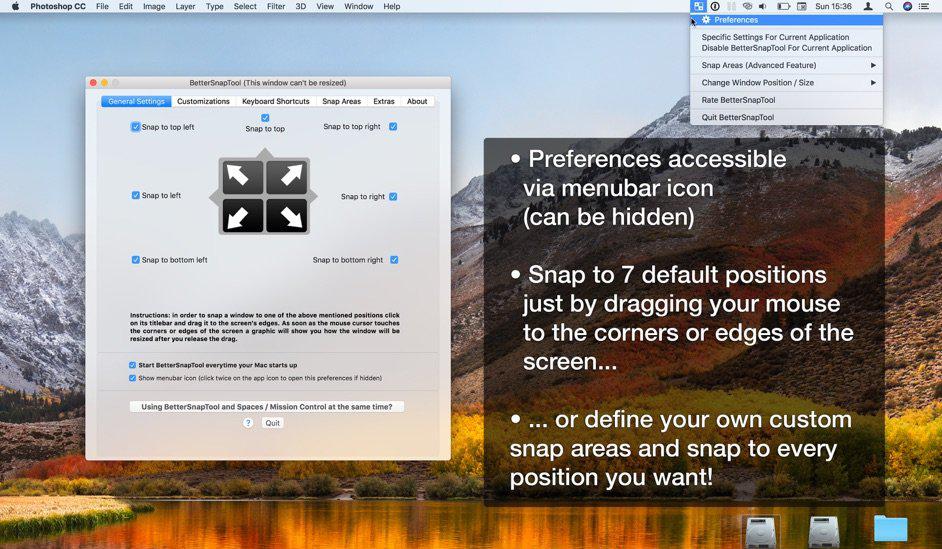 Photoshop CC File Edit Image Layer Type Select Filter 3D View Window Help Sun 15:36
Preferences
Specific Settings For Current Application
Disable BetterSnapTool For Current Application
Snap Areas (Advanced Feature)
Change Window Position / Size
Rate BetterSnapTool
Quit BetterSnapTool
BetterSnapTool (This window can't be resized)
General Settings Customizations Keyboard Shortcuts Snap Areas Extras About
Snap to top left Snap to top Snap to top right
Snap to left Snap to right
Snap to bottom left Snap to bottom right
Instructions: in order to snap a window to one of the above mentioned positions click
on its titlebar and drag it to the screen's edges. As soon as the mouse cursor touches
the corners or edges of the screen a graphic will show you how the window will be
resized after you release the drag.
Start BetterSnapTool everytime your Mac starts up
Show menubar icon (click twice on the app icon to open this preferences if hidden)
Using BetterSnapTool and Spaces / Mission Control at the same time?
? Quit
• Preferences accessible
via menubar icon
(can be hidden)
• Snap to 7 default positions
just by dragging your mouse
to the corners or edges of the
screen...
• ... or define your own custom
snap areas and snap to every
position you want!